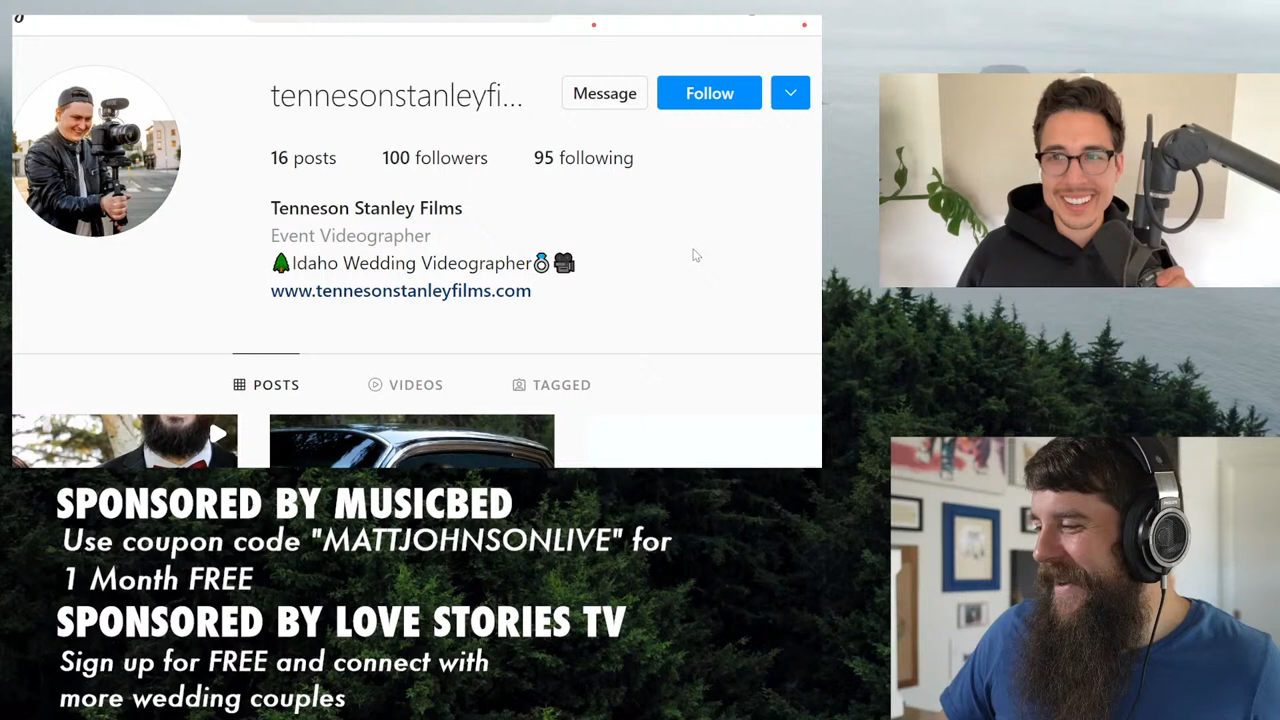 tennesonstanleyfi...
Message
Follow
16 posts
100 followers
95 following
Tenneson Stanley Films
Event Videographer
🌲Idaho Wedding Videographer💍🎥
www.tennesonstanleyfilms.com
POSTS
VIDEOS
TAGGED
SPONSORED BY MUSICBED
Use coupon code "MATTJOHNSONLIVE" for
1 Month FREE
SPONSORED BY LOVE STORIES TV
Sign up for FREE and connect with
more wedding couples